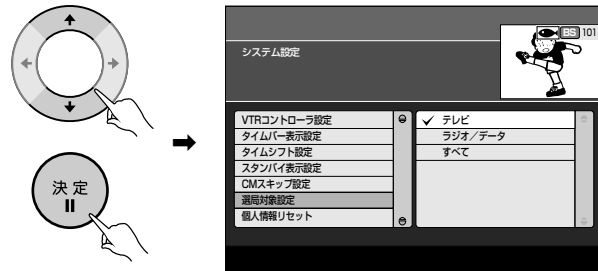 決定
BS 101
システム設定
VTRコントローラ設定
タイムバー表示設定
タイムシフト設定
スタンバイ表示設定
CMスキップ設定
選局対象設定
個人情報リセット
テレビ
ラジオ／データ
すべて